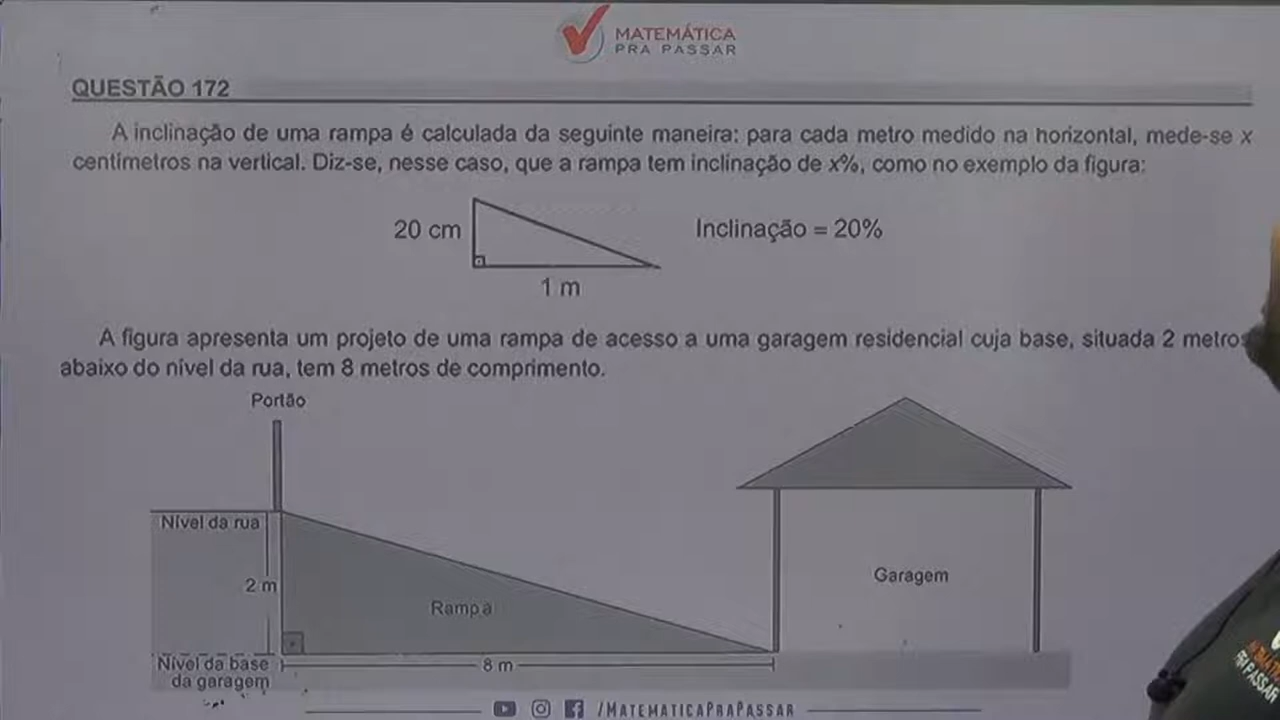 MATEMÁTICA
PRA PASSAR
QUESTÃO 172
A inclinação de uma rampa é calculada da seguinte maneira: para cada metro medido na horizontal, mede-se x
centímetros na vertical. Diz-se, nesse caso, que a rampa tem inclinação de x%, como no exemplo da figura:
20 cm
Inclinação = 20%
1 m
A figura apresenta um projeto de uma rampa de acesso a uma garagem residencial cuja base, situada 2 metros
abaixo do nível da rua, tem 8 metros de comprimento.
Portão
Nível da rua
2 m
Rampa
Garagem
Nível da base
da garagem
8 m
/MATEMATICAPRAPASSAR
PRA PASSAR